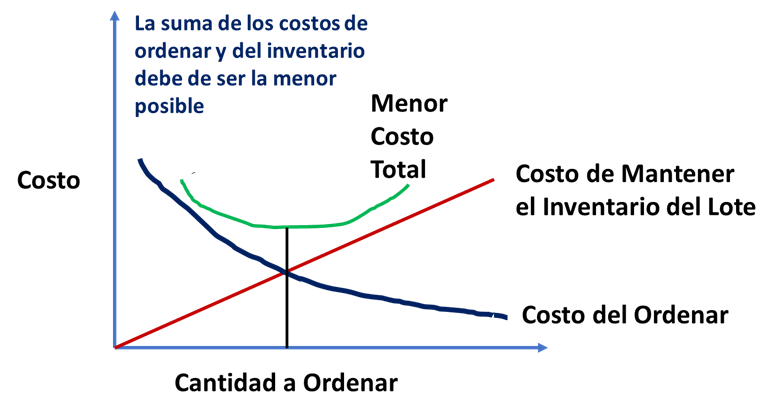 La suma de los costos de
ordenar y del inventario
debe de ser la menor
posible
Menor
Costo
Total
Costo
Costo de Mantener
el Inventario del Lote
Costo del Ordenar
Cantidad a Ordenar